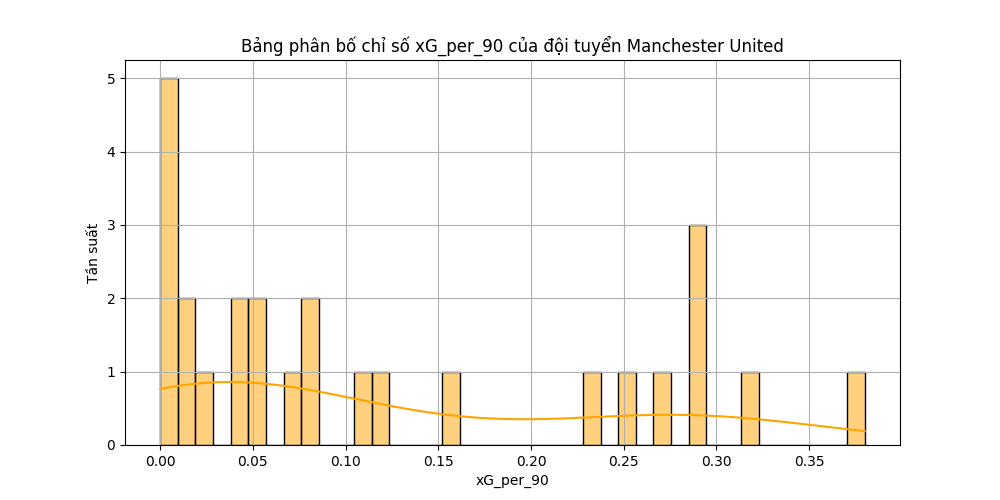 Bảng phân bố chỉ số xG_per_90 của đội tuyển Manchester United
5
4
3
2
1
0
Tần suất
0.00 0.05 0.10 0.15 0.20 0.25 0.30 0.35
xG_per_90